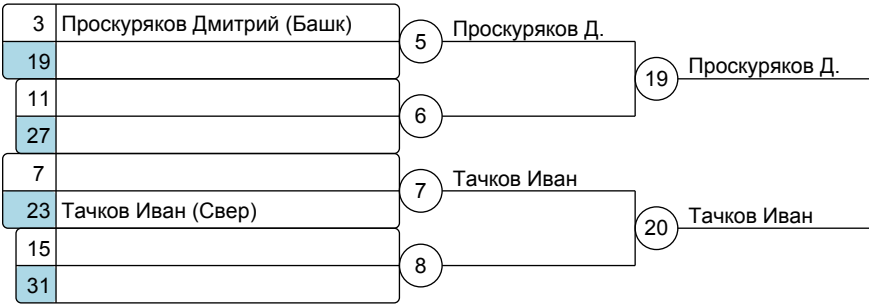 3 Проскуряков Дмитрий (Башк)
19
11
27
7
23 Тачков Иван (Свер)
15
31
5 Проскуряков Д.
6
7 Тачков Иван
8
19 Проскуряков Д.
20 Тачков Иван